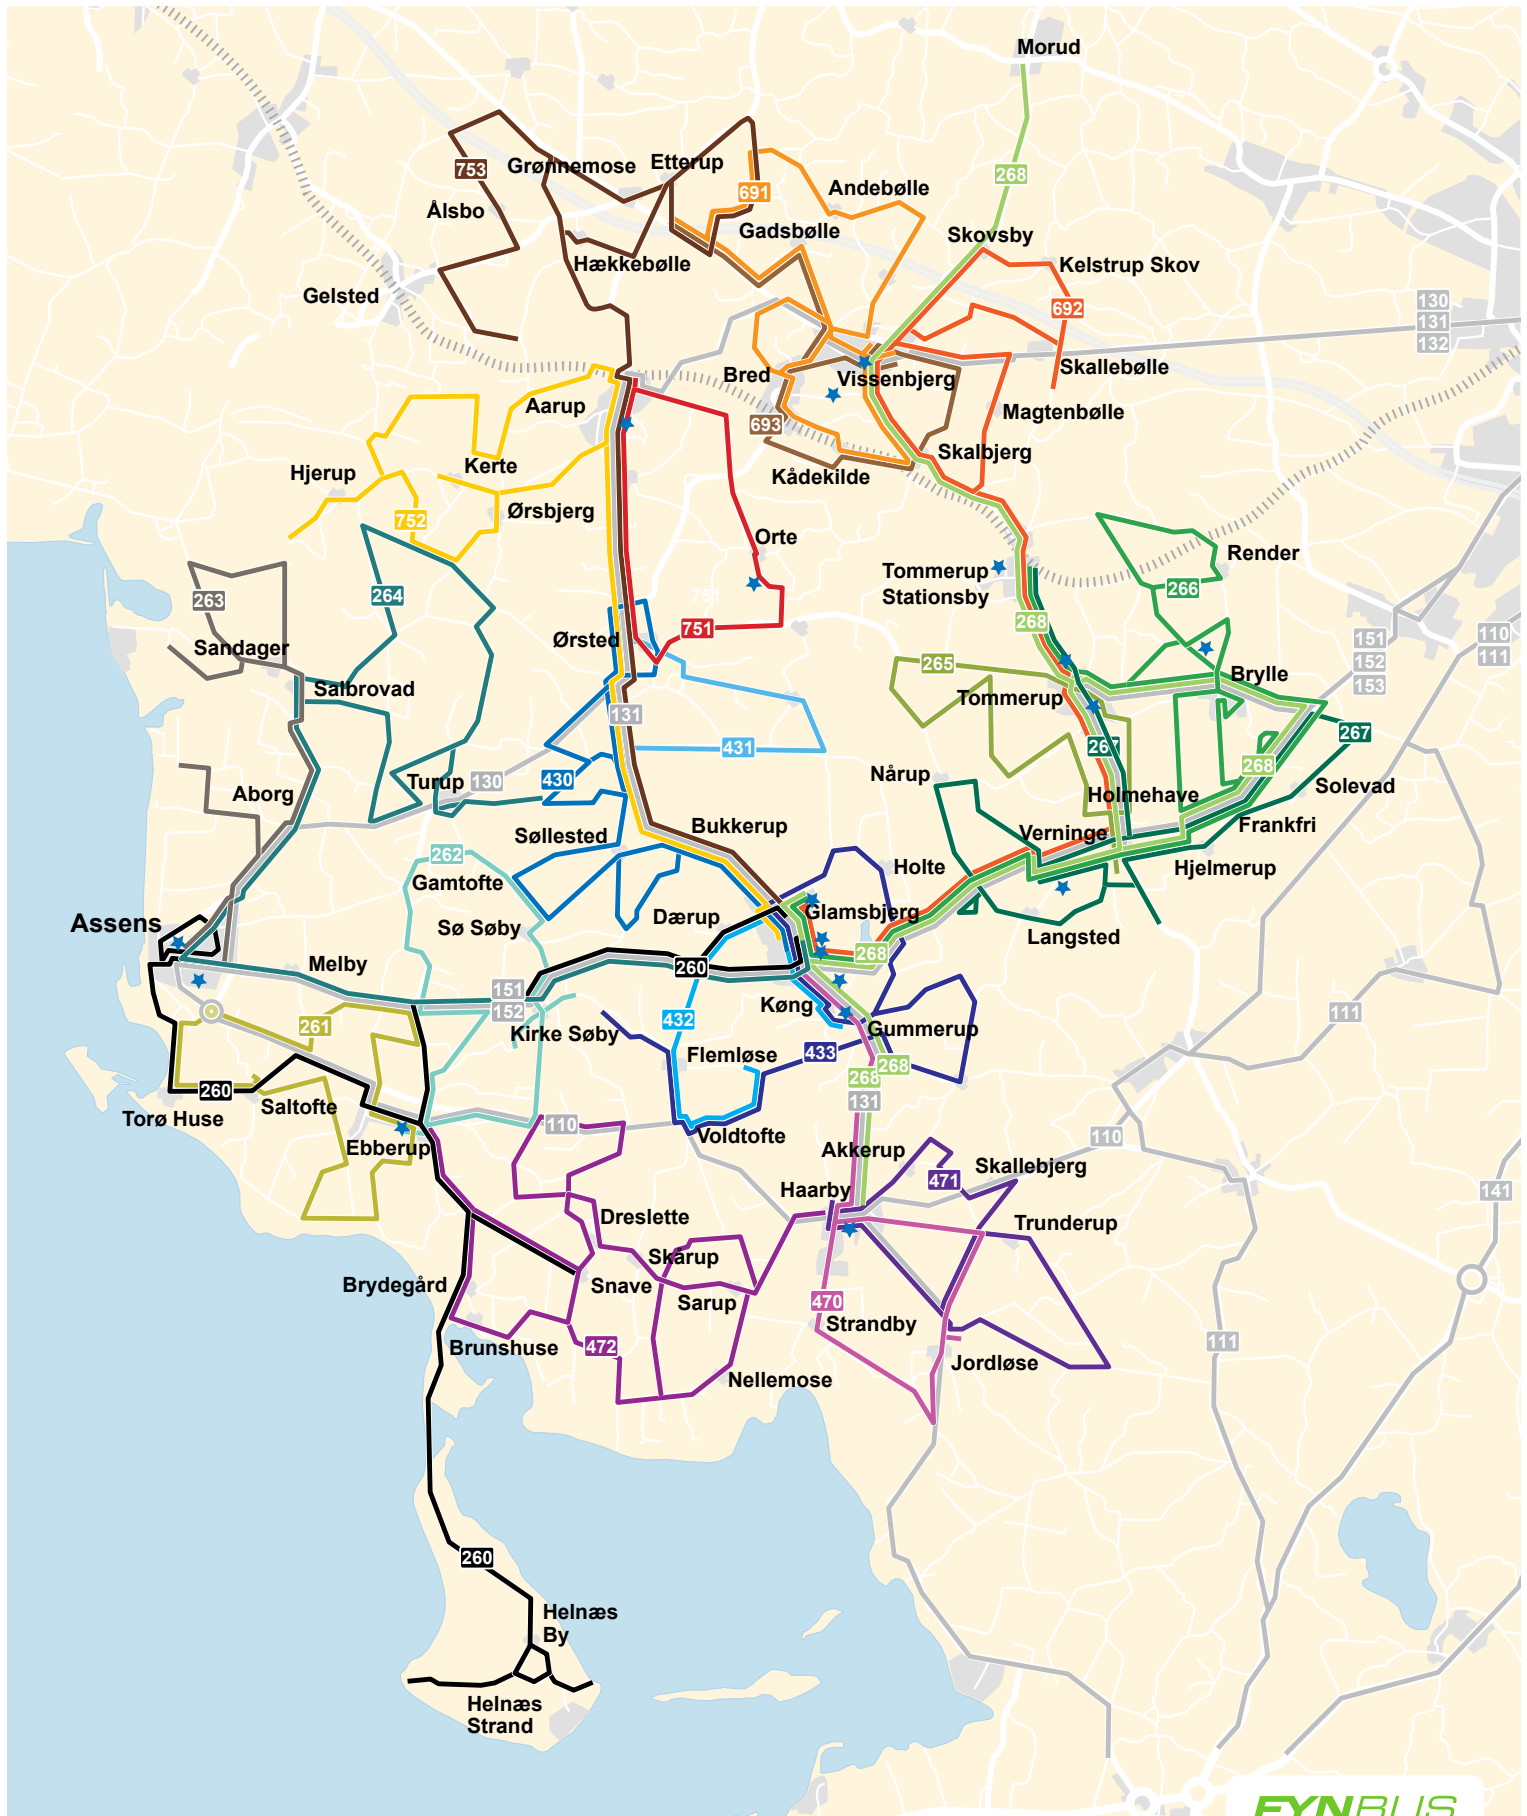 Morud
753
Grønnemose
Etterup
268
691
Andebølle
Ålsbo
Gadsbølle
Skovsby
Hækkebølle
Kelstrup Skov
Gelsted
692
130
131
132
Skallebølle
Bred
Vissenbjerg
Aarup
693
Magtenbølle
Skalbjerg
Hjerup
Kerte
Kådekilde
752
Ørsbjerg
Orte
Render
Tommerup
Stationsby
266
263
264
751
751
268
Ørsted
Sandager
265
151
152
153
110
111
Salbrovad
Tommerup
Brylle
131
267
431
Turup
130
430
268
Nårup
Solevad
Aborg
Holmehave
Søllested
Bukkerup
Verninge
Frankfri
262
Gamtofte
Holte
Hjelmerup
Assens
Dærup
Glamsbjerg
Sø Søby
Langsted
Melby
260
268
151
152
Køng
261
Kirke Søby
432
Gummerup
111
Flemløse
433
268
268
260
Saltofte
131
Torø Huse
110
Voldtofte
110
Ebberup
Akkerup
Skallebjerg
471
Haarby
141
Dreslette
Trunderup
Skårup
Brydegård
Snave
Sarup
470
Strandby
Brunshuse
472
111
Jordløse
Nellemose
260
Helnæs
By
Helnæs
Strand
FYNBUS